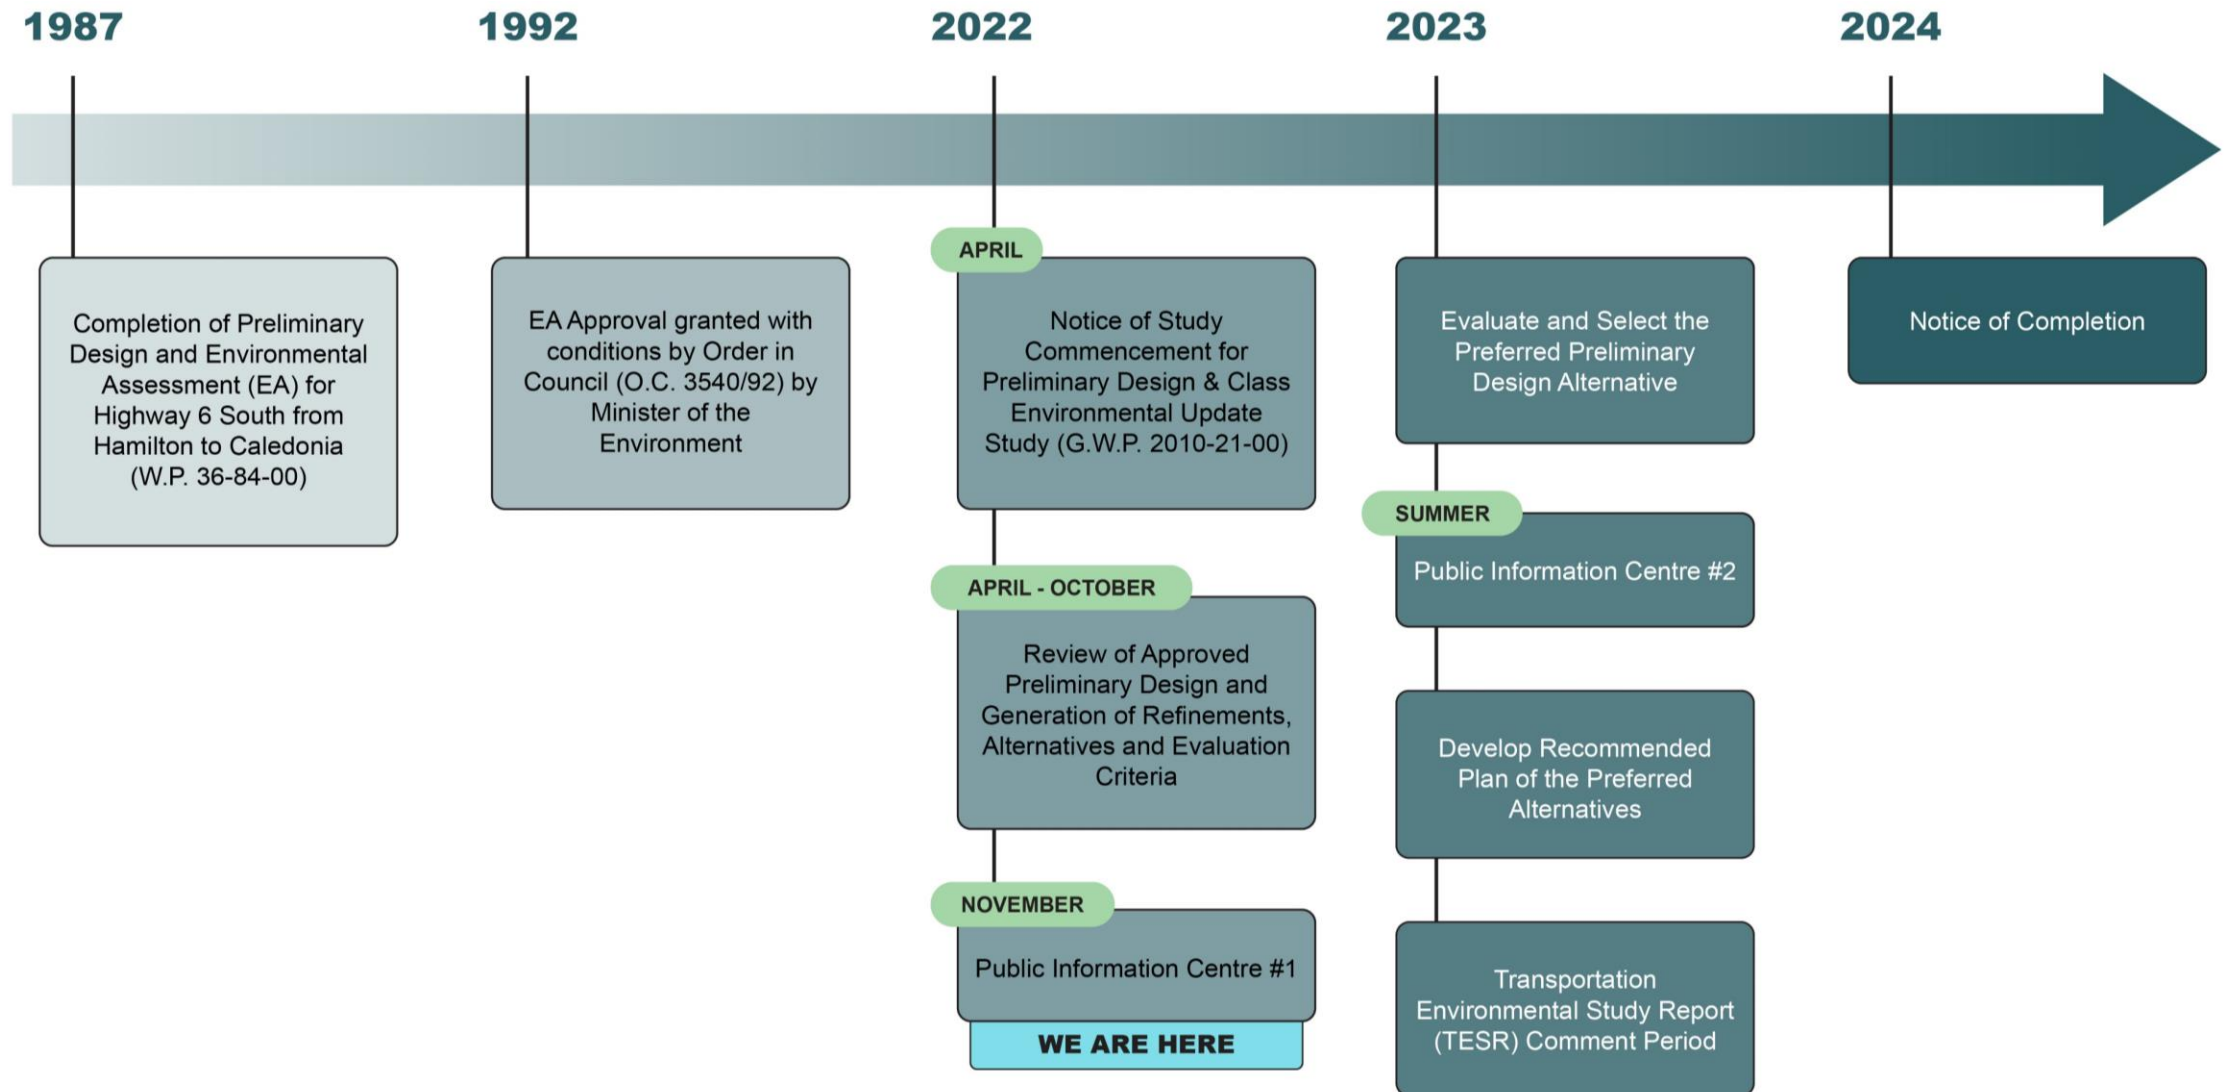 1987
1992
2022
2023
2024
Completion of Preliminary
Design and Environmental
Assessment (EA) for
Highway 6 South from
Hamilton to Caledonia
(W.P. 36-84-00)
EA Approval granted with
conditions by Order in
Council (O.C. 3540/92) by
Minister of the
Environment
APRIL
Notice of Study
Commencement for
Preliminary Design & Class
Environmental Update
Study (G.W.P. 2010-21-00)
APRIL - OCTOBER
Review of Approved
Preliminary Design and
Generation of Refinements,
Alternatives and Evaluation
Criteria
NOVEMBER
Public Information Centre #1
WE ARE HERE
Evaluate and Select the
Preferred Preliminary
Design Alternative
SUMMER
Public Information Centre #2
Develop Recommended
Plan of the Preferred
Alternatives
Transportation
Environmental Study Report
(TESR) Comment Period
Notice of Completion